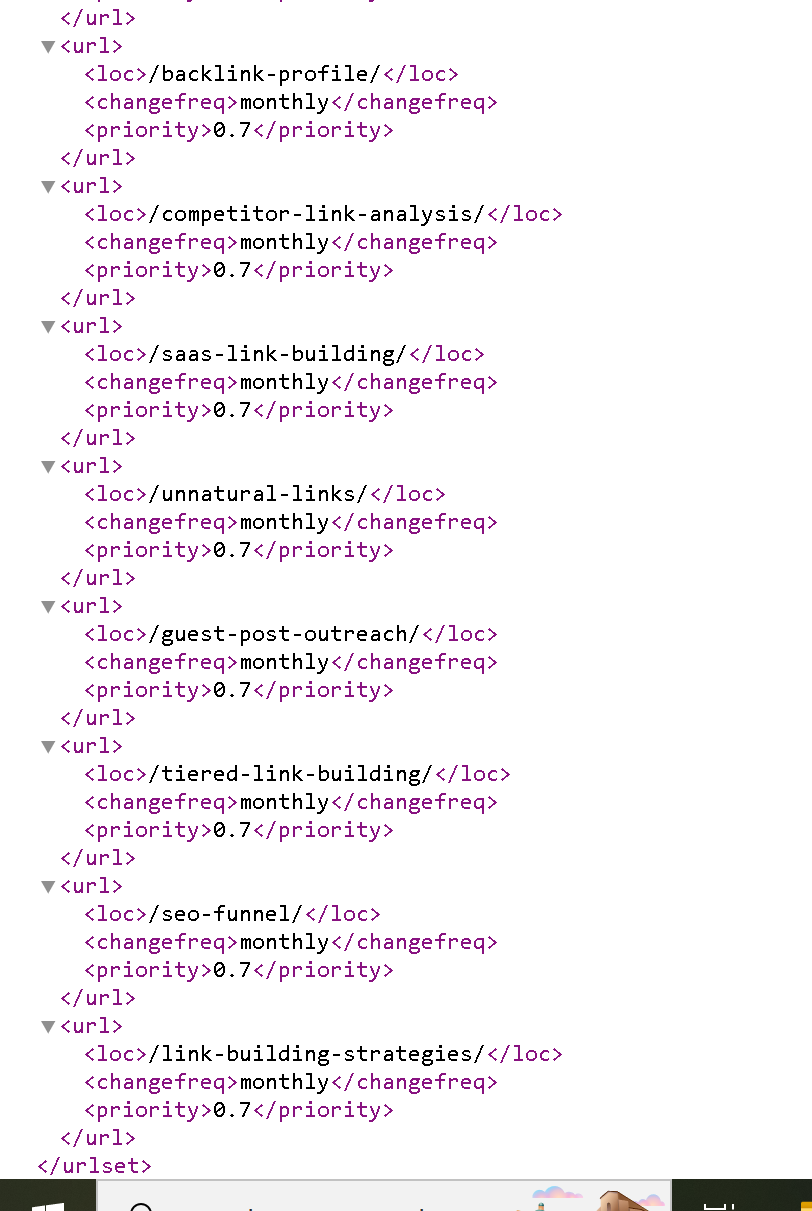 </url>
<url>
<loc>/backlink-profile/</loc>
<changefreq>monthly</changefreq>
<priority>0.7</priority>
</url>
<url>
<loc>/competitor-link-analysis/</loc>
<changefreq>monthly</changefreq>
<priority>0.7</priority>
</url>
<url>
<loc>/saas-link-building/</loc>
<changefreq>monthly</changefreq>
<priority>0.7</priority>
</url>
<url>
<loc>/unnatural-links/</loc>
<changefreq>monthly</changefreq>
<priority>0.7</priority>
</url>
<url>
<loc>/guest-post-outreach/</loc>
<changefreq>monthly</changefreq>
<priority>0.7</priority>
</url>
<url>
<loc>/tiered-link-building/</loc>
<changefreq>monthly</changefreq>
<priority>0.7</priority>
</url>
<url>
<loc>/seo-funnel/</loc>
<changefreq>monthly</changefreq>
<priority>0.7</priority>
</url>
<url>
<loc>/link-building-strategies/</loc>
<changefreq>monthly</changefreq>
<priority>0.7</priority>
</url>
</urlset>